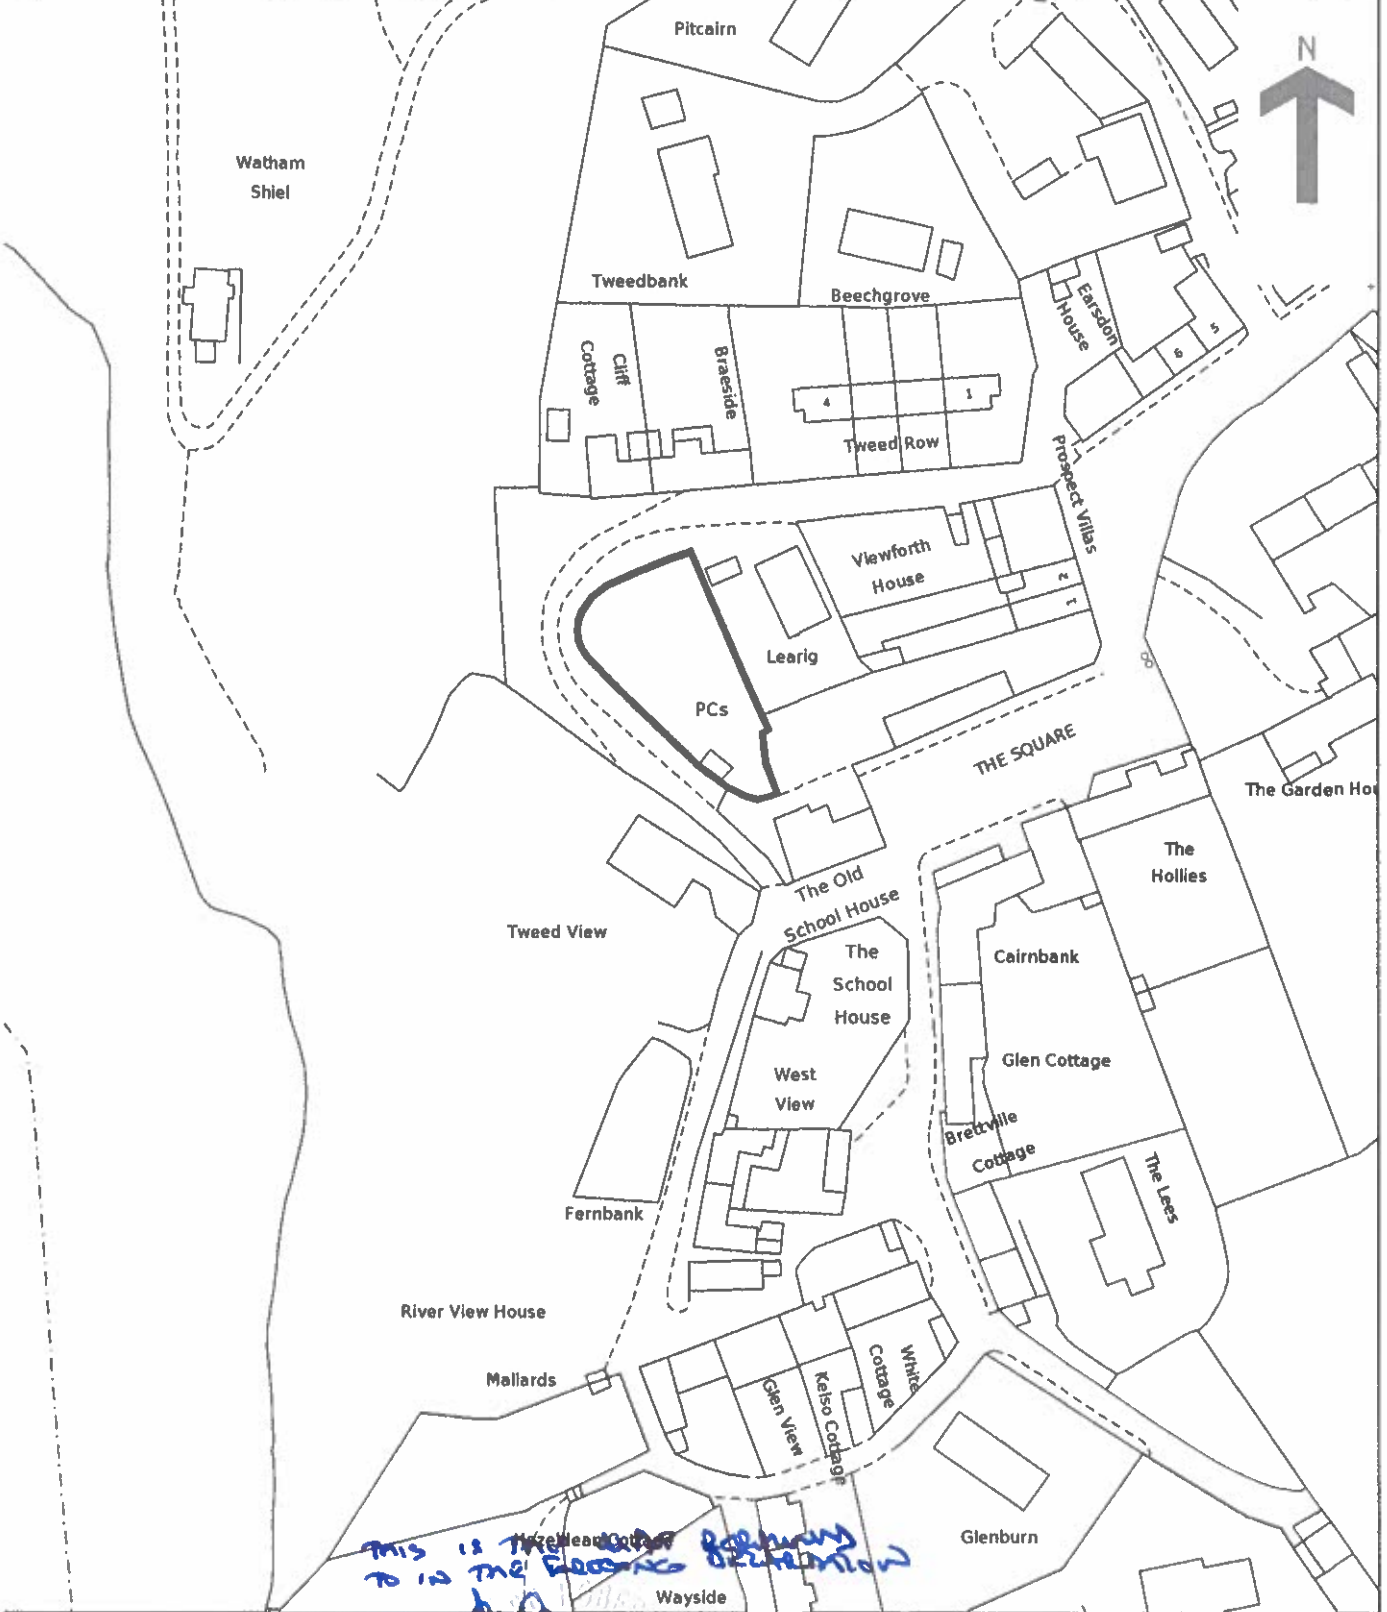 Pitcairn
N
Watham
Shiel
Tweedbank
Beechgrove
Earsdon
House
5
6
Cliff
Cottage
Braeside
4
1
Tweed Row
Prospect Villas
Viewforth
House
2
1
Learig
PCs
THE SQUARE
The Garden Hou
The
Hollies
The Old
School House
Tweed View
The
School
House
Cairnbank
Glen Cottage
West
View
Brettville
Cottage
The Lees
Fernbank
River View House
White
Cottage
Mallards
Kelso Cottage
Glen View
Glenburn
THIS IS THE
TO IN THE
Wayside